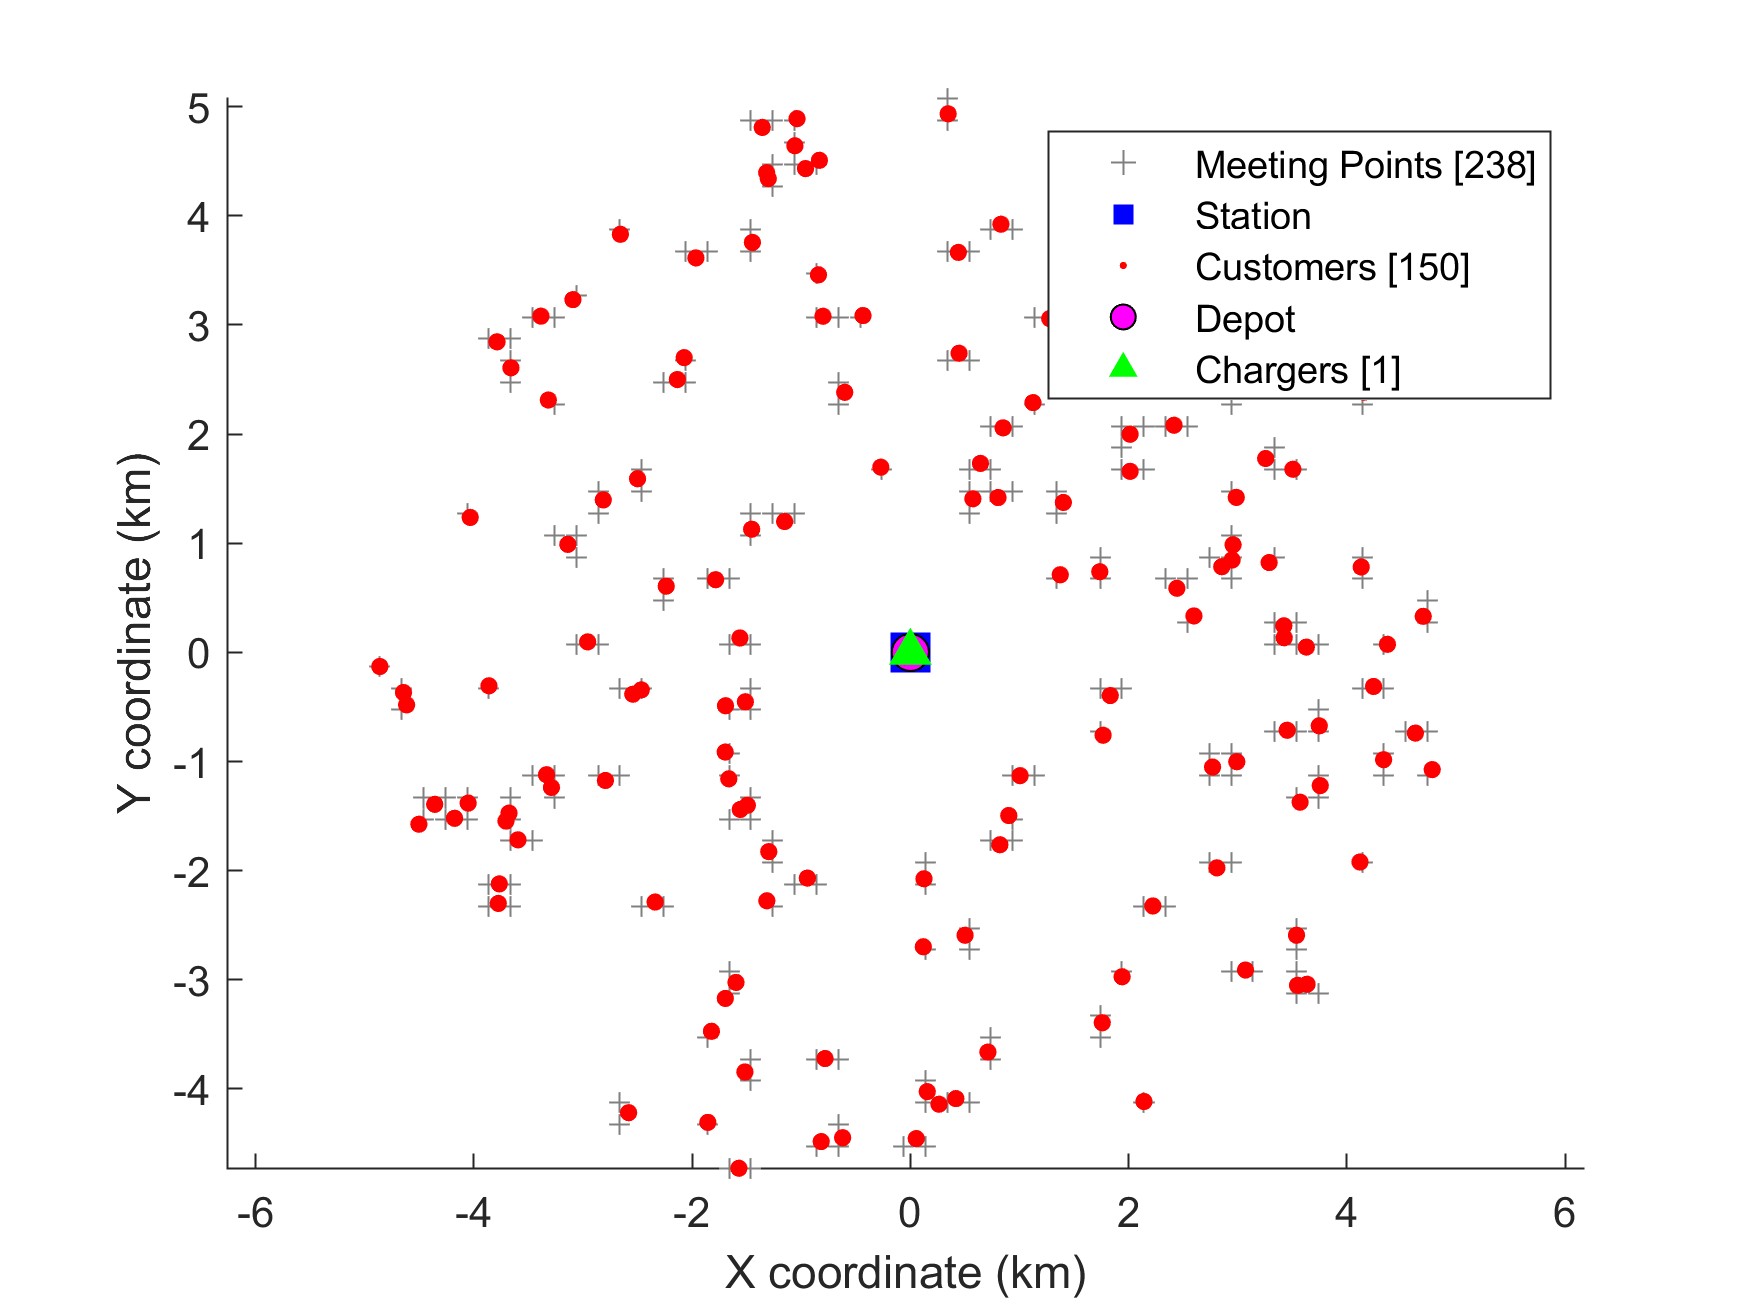 5
4
3
2
1
0
-1
-2
-3
-4
Y coordinate (km)
Meeting Points [238]
Station
Customers [150]
Depot
Chargers [1]
-6
-4
-2
0
2
4
6
X coordinate (km)